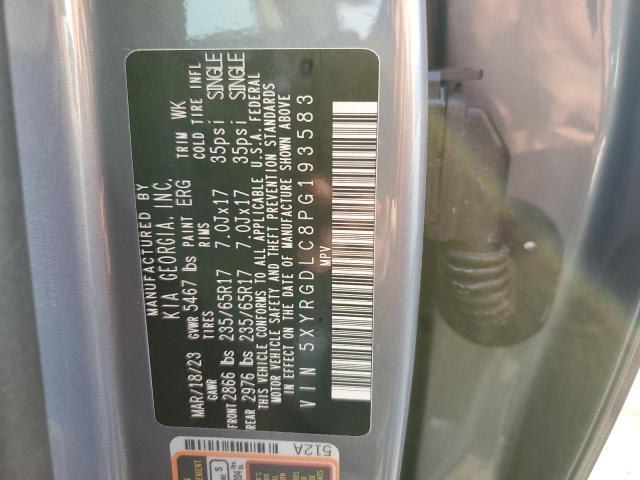 MANUFACTURED BY
KIA GEORGIA, INC.
MAR/18/23 GVWR 5467 lbs PAINT ERG TRIM WK
GAWR TIRES RIMS COLD TIRE INFL
FRONT 2866 lbs 235/65R17 7.0Jx17 35psi SINGLE
REAR 2976 lbs 235/65R17 7.0Jx17 35psi SINGLE
THIS VEHICLE CONFORMS TO ALL APPLICABLE U.S.A. FEDERAL
MOTOR VEHICLE SAFETY AND THEFT PREVENTION STANDARDS
IN EFFECT ON THE DATE OF MANUFACTURE SHOWN ABOVE
VIN 5XYRGDLC8PG193583
MPV
512A
5